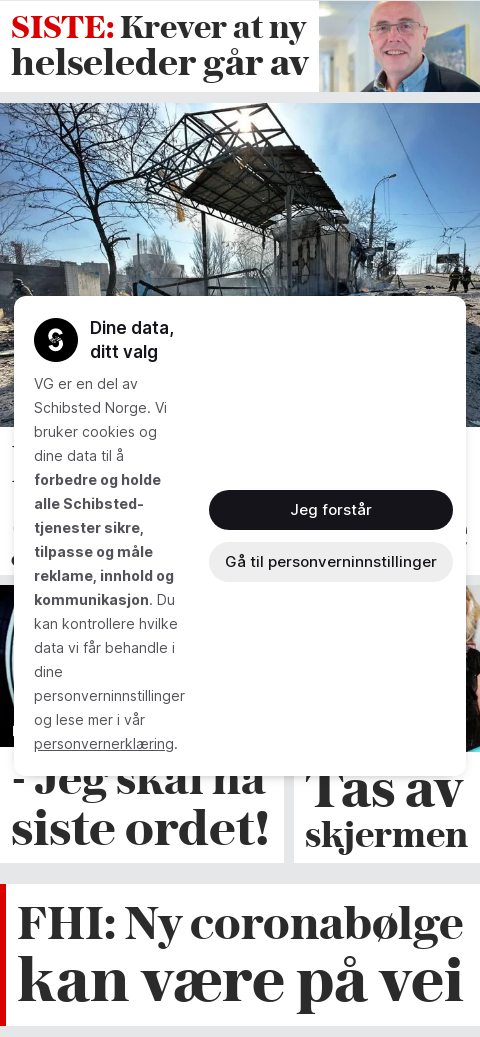 SISTE: Krever at ny
helseleder går av
Dine data,
ditt valg
VG er en del av
Schibsted Norge. Vi
bruker cookies og
dine data til å
forbedre og holde
alle Schibsted-
tjenester sikre,
tilpasse og måle
reklame, innhold og
kommunikasjon. Du
kan kontrollere hvilke
data vi får behandle i
dine
personverninnstillinger
og lese mer i vår
personvernerklæring.
Jeg forstår
Gå til personverninnstillinger
- Jeg skal ha
siste ordet!
Tas av
skjermen
FHI: Ny coronabølge
kan være på vei